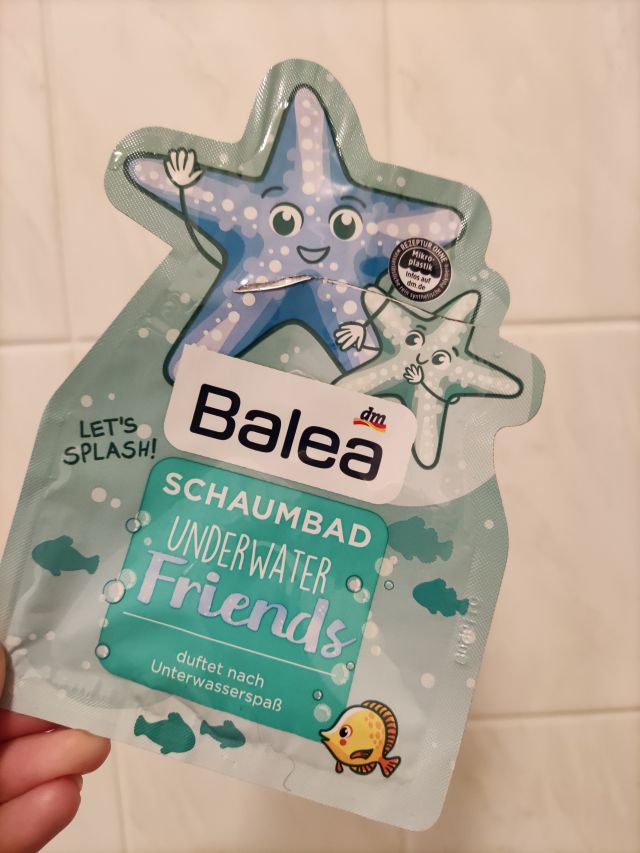 REZEPTUR OHNE
Mikro-
plastik
Infos auf
dm.de
LET'S
SPLASH!
dm
Balea
SCHAUMBAD
UNDERWATER
Friends
duftet nach
Unterwasserspaß